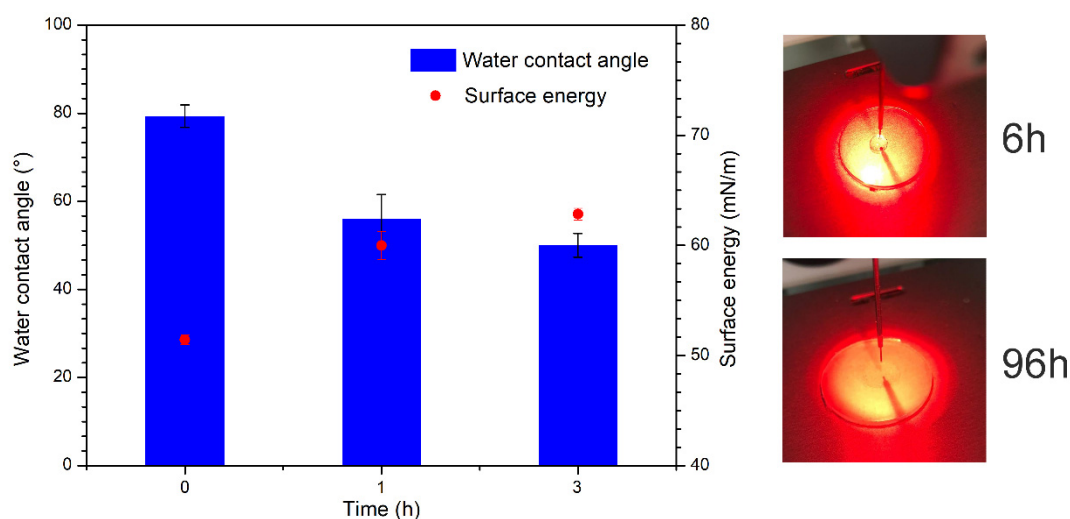 100
80
60
40
20
0
Water contact angle (°)
Water contact angle
Surface energy
80
70
60
50
40
Surface energy (mN/m)
0
1
3
Time (h)
6h
96h